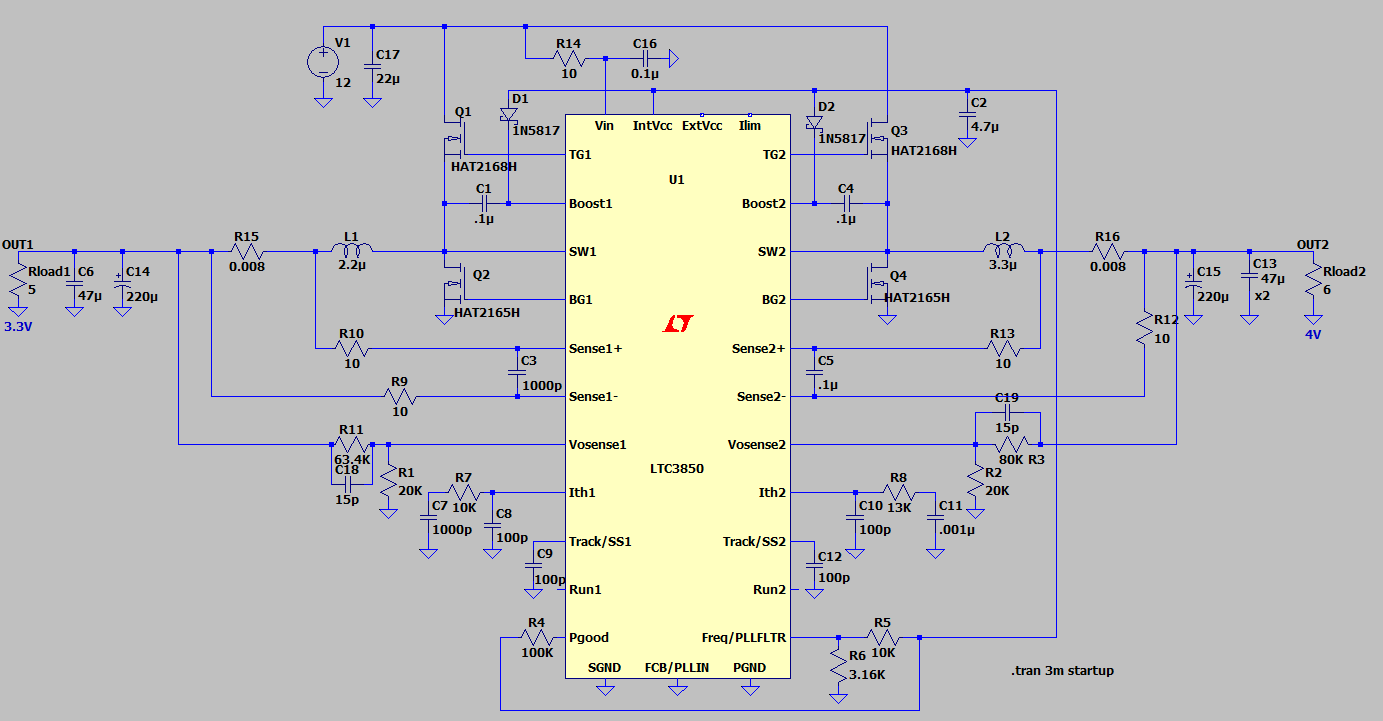 V1
12
C17
22µ
R14
10
C16
0.1µ
D1
1N5817
D2
1N5817
C2
4.7µ
Q1
HAT2168H
Q3
HAT2168H
Vin
IntVcc
ExtVcc
Ilim
TG1
TG2
U1
C1
.1µ
Boost1
Boost2
C4
.1µ
OUT1
R15
0.008
L1
2.2µ
SW1
SW2
L2
3.3µ
R16
0.008
OUT2
Rload1
5
3.3V
C6
47µ
C14
220µ
Q2
HAT2165H
BG1
BG2
Q4
HAT2165H
C15
220µ
C13
47µ
x2
Rload2
6
4V
R10
10
Sense1+
Sense2+
R13
10
R12
10
C3
1000p
C5
.1µ
R9
10
Sense1-
Sense2-
C19
15p
R11
63.4K
C18
15p
Vosense1
Vosense2
80K
R3
R1
20K
R2
20K
LTC3850
R7
10K
Ith1
Ith2
R8
13K
C7
1000p
C8
100p
C10
100p
C11
.001µ
Track/SS1
Track/SS2
C9
100p
C12
100p
Run1
Run2
R4
100K
Pgood
Freq/PLLFLTR
R5
10K
R6
3.16K
SGND
FCB/PLLIN
PGND
.tran 3m startup